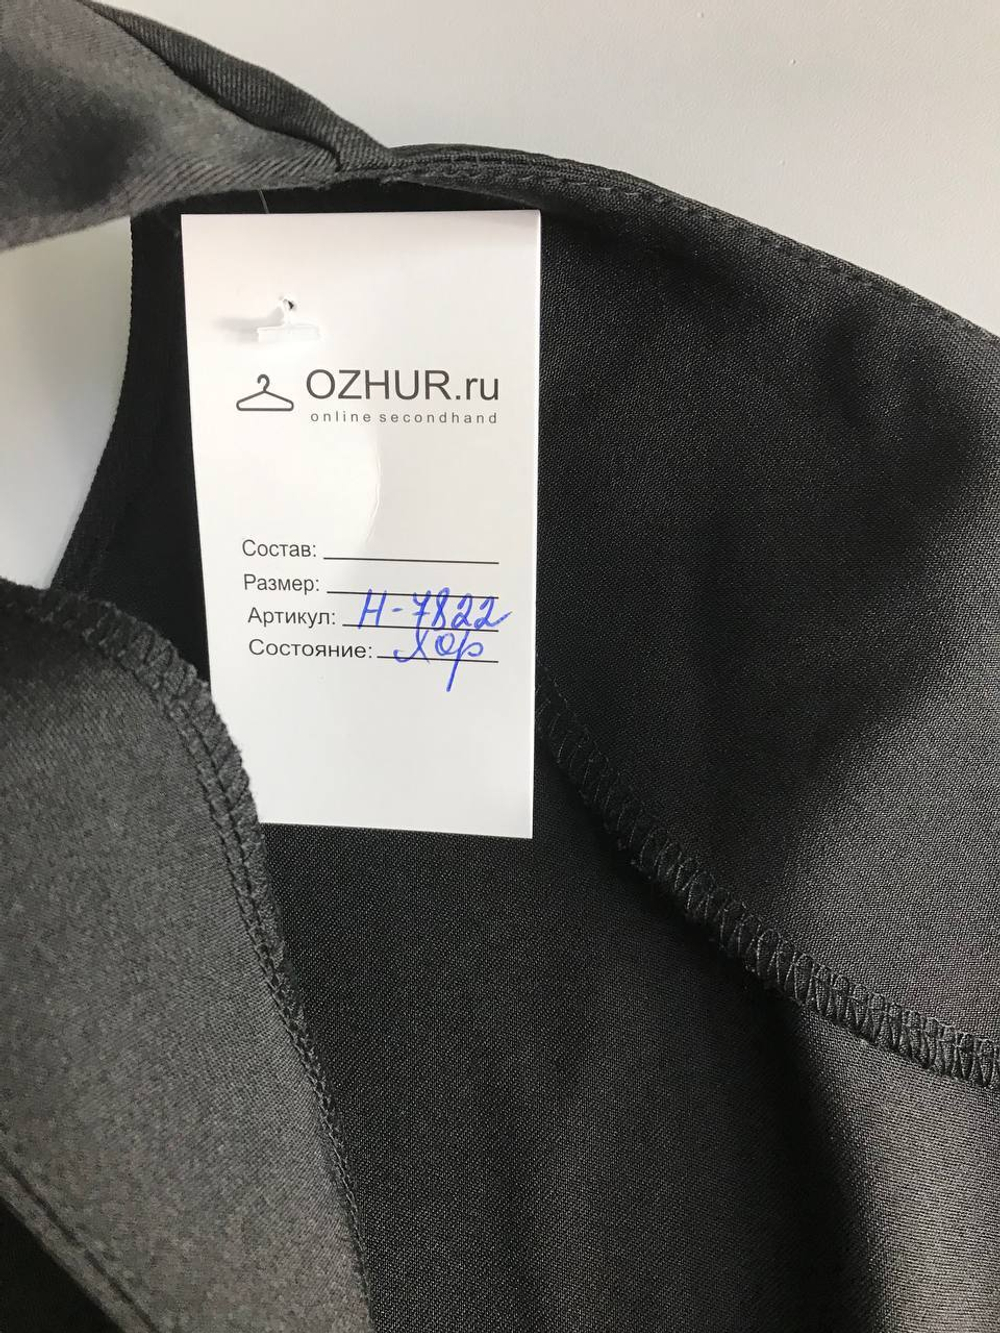 OZHUR.ru
online secondhand
Состав:
Размер:
Артикул: Н-7822
Состояние: Хор